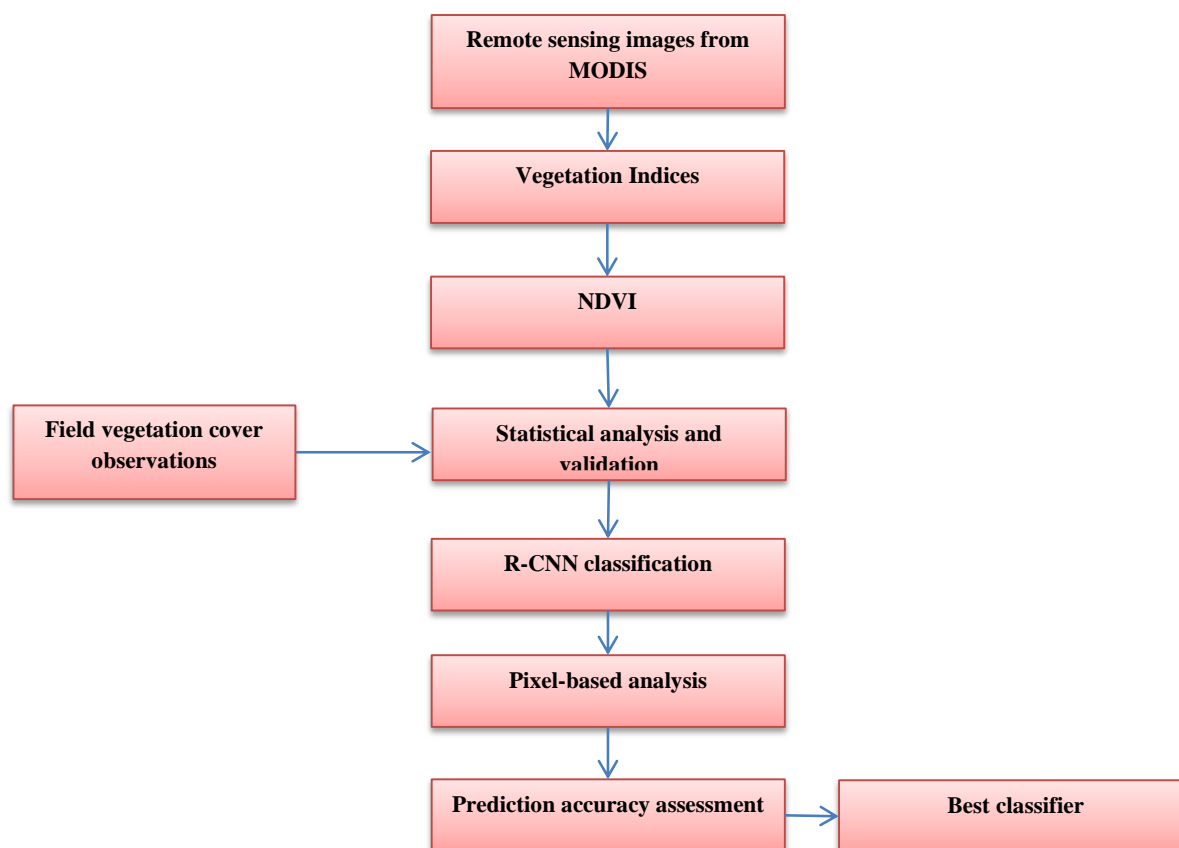 Remote sensing images from
MODIS
Vegetation Indices
NDVI
Field vegetation cover
observations
Statistical analysis and
validation
R-CNN classification
Pixel-based analysis
Prediction accuracy assessment
Best classifier